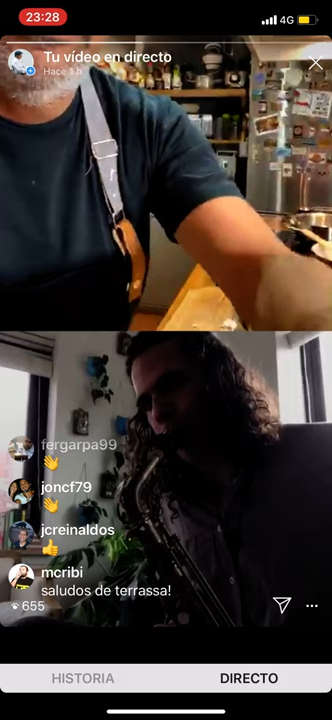 23:28
4G
Tu vídeo en directo
Hace 1 h
fergarpa99
👋
joncf79
👋
jcreinaldos
👍
mcribi
saludos de terrassa!
655
HISTORIA
DIRECTO